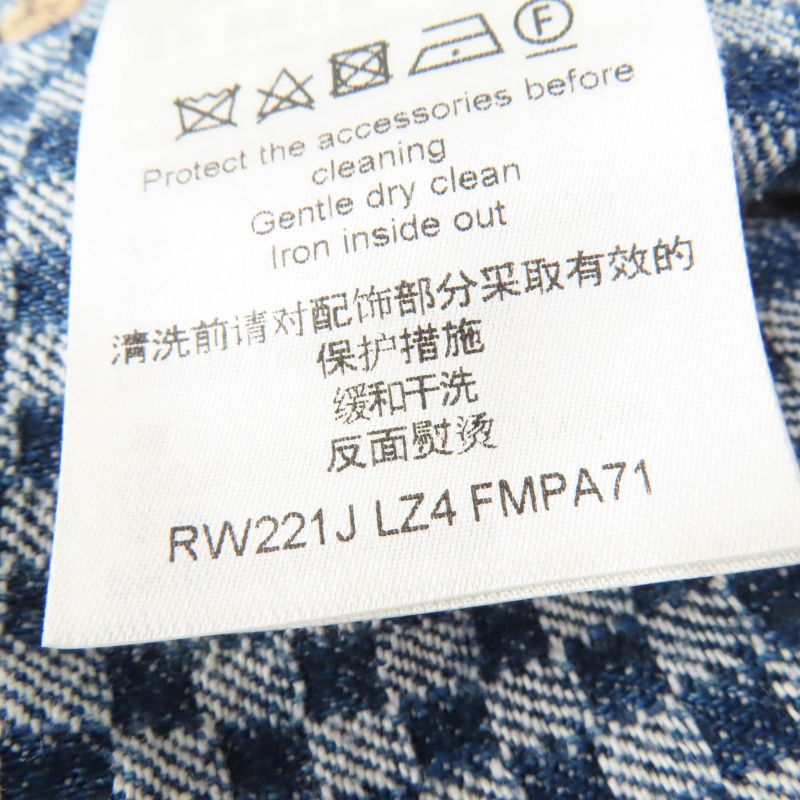 F
Protect the accessories before
cleaning
Gentle dry clean
Iron inside out
清洗前请对配饰部分采取有效的
保护措施
缓和干洗
反面熨烫
RW221J LZ4 FMPA71